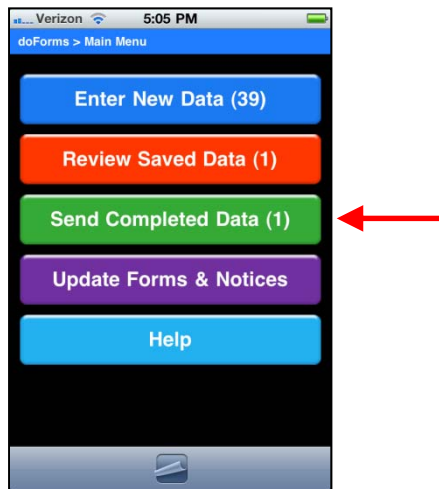 Verizon 5:05 PM
doForms > Main Menu
Enter New Data (39)
Review Saved Data (1)
Send Completed Data (1)
Update Forms & Notices
Help